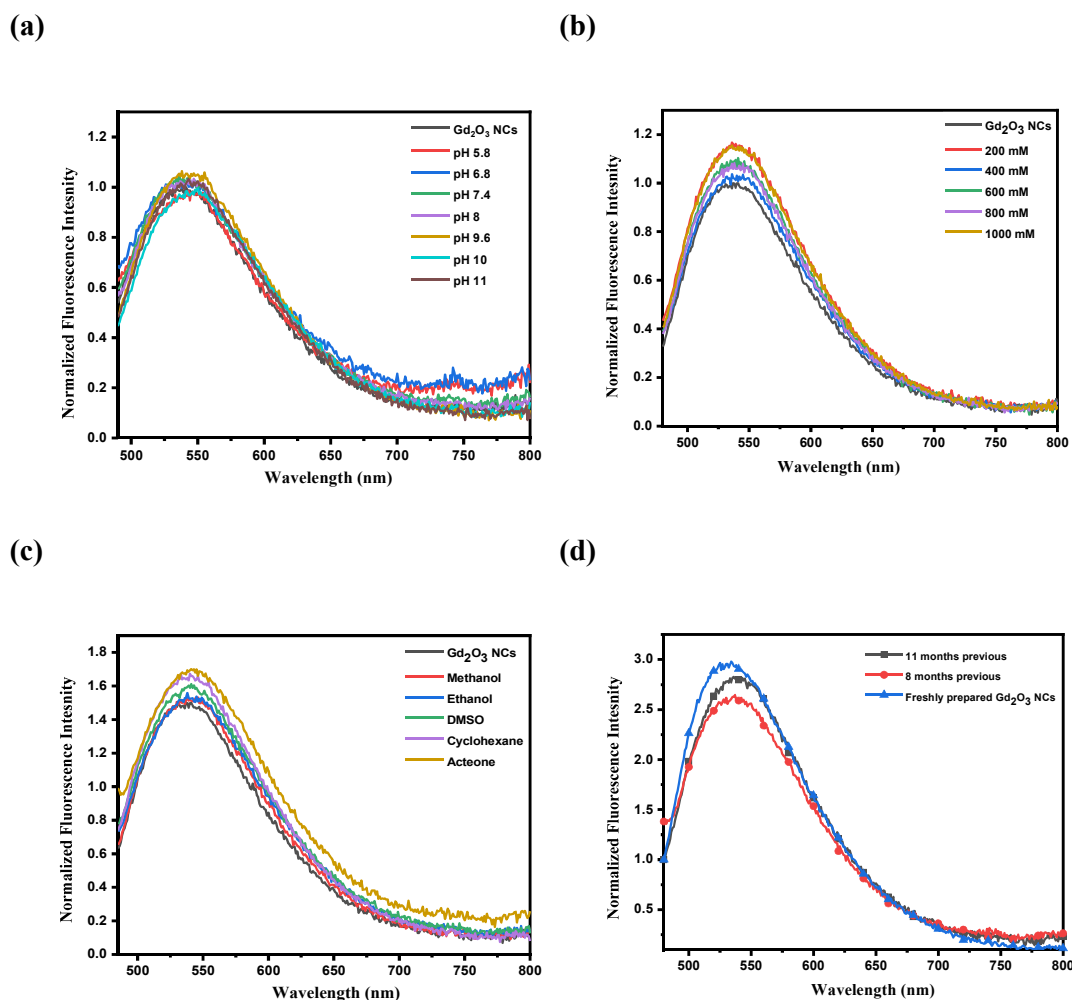 (a)
Normalized Fluorescence Intesnity
1.2
1.0
0.8
0.6
0.4
0.2
0.0
Gd₂O₃ NCs
pH 5.8
pH 6.8
pH 7.4
pH 8
pH 9.6
pH 10
pH 11
500 550 600 650 700 750 800
Wavelength (nm)
(b)
Normalized Fluorescence Intesnity
1.2
1.0
0.8
0.6
0.4
0.2
0.0
Gd₂O₃ NCs
200 mM
400 mM
600 mM
800 mM
1000 mM
500 550 600 650 700 750 800
Wavelength (nm)
(c)
Normalized Fluorescence Intesnity
1.8
1.6
1.4
1.2
1.0
0.8
0.6
0.4
0.2
0.0
Gd₂O₃ NCs
Methanol
Ethanol
DMSO
Cyclohexane
Acteone
500 550 600 650 700 750 800
Wavelength (nm)
(d)
Normalized Fluorescence Intesnity
3.0
2.5
2.0
1.5
1.0
0.5
11 months previous
8 months previous
Freshly prepared Gd₂O₃ NCs
500 550 600 650 700 750 800
Wavelength (nm)